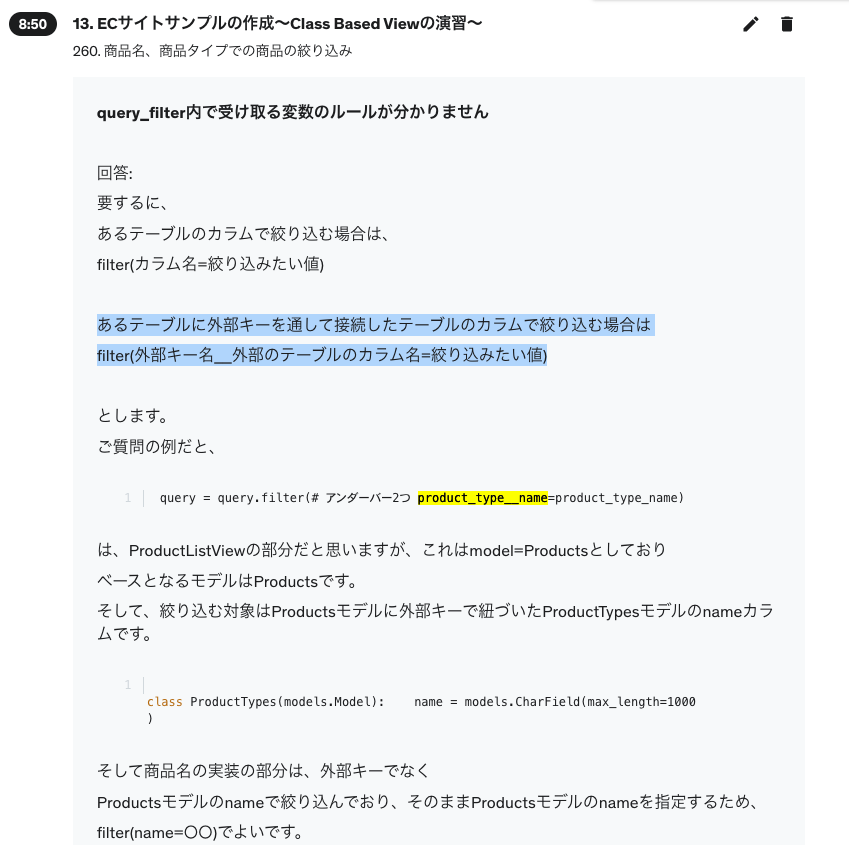 8:50
13. ECサイトサンプルの作成〜Class Based Viewの演習〜
260. 商品名、商品タイプでの商品の絞り込み
query_filter内で受け取る変数のルールが分かりません
回答:
要するに、
あるテーブルのカラムで絞り込む場合は、
filter(カラム名=絞り込みたい値)
あるテーブルに外部キーを通して接続したテーブルのカラムで絞り込む場合は
filter(外部キー名__外部のテーブルのカラム名=絞り込みたい値)
とします。
ご質問の例だと、
1 query = query.filter(# アンダーバー2つ product_type__name=product_type_name)
は、ProductListViewの部分だと思いますが、これはmodel=Productsとしており
ベースとなるモデルはProductsです。
そして、絞り込む対象はProductsモデルに外部キーで紐づいたProductTypesモデルのnameカラ
ムです。
1
class ProductTypes(models.Model):    name = models.CharField(max_length=1000
)
そして商品名の実装の部分は、外部キーでなく
Productsモデルのnameで絞り込んでおり、そのままProductsモデルのnameを指定するため、
filter(name=〇〇)でよいです。